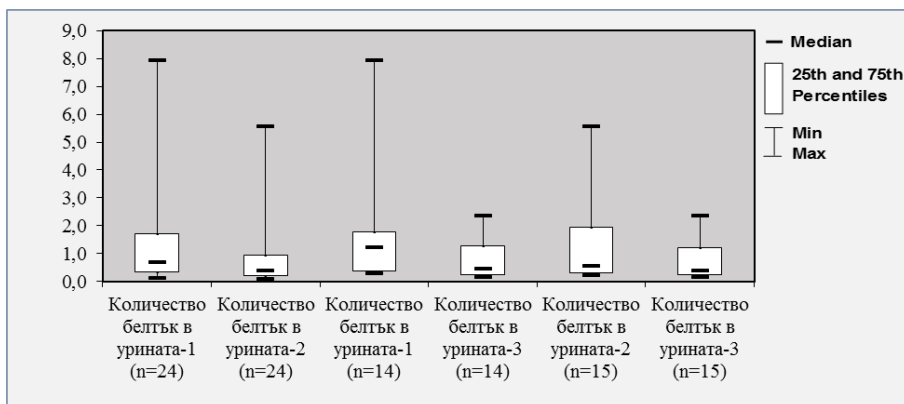 9,0
8,0
7,0
6,0
5,0
4,0
3,0
2,0
1,0
0,0
Количество
белтък в
урината-1
(n=24)
Количество
белтък в
урината-2
(n=24)
Количество
белтък в
урината-1
(n=14)
Количество
белтък в
урината-3
(n=14)
Количество
белтък в
урината-2
(n=15)
Количество
белтък в
урината-3
(n=15)
Median
25th and 75th
Percentiles
Min
Max